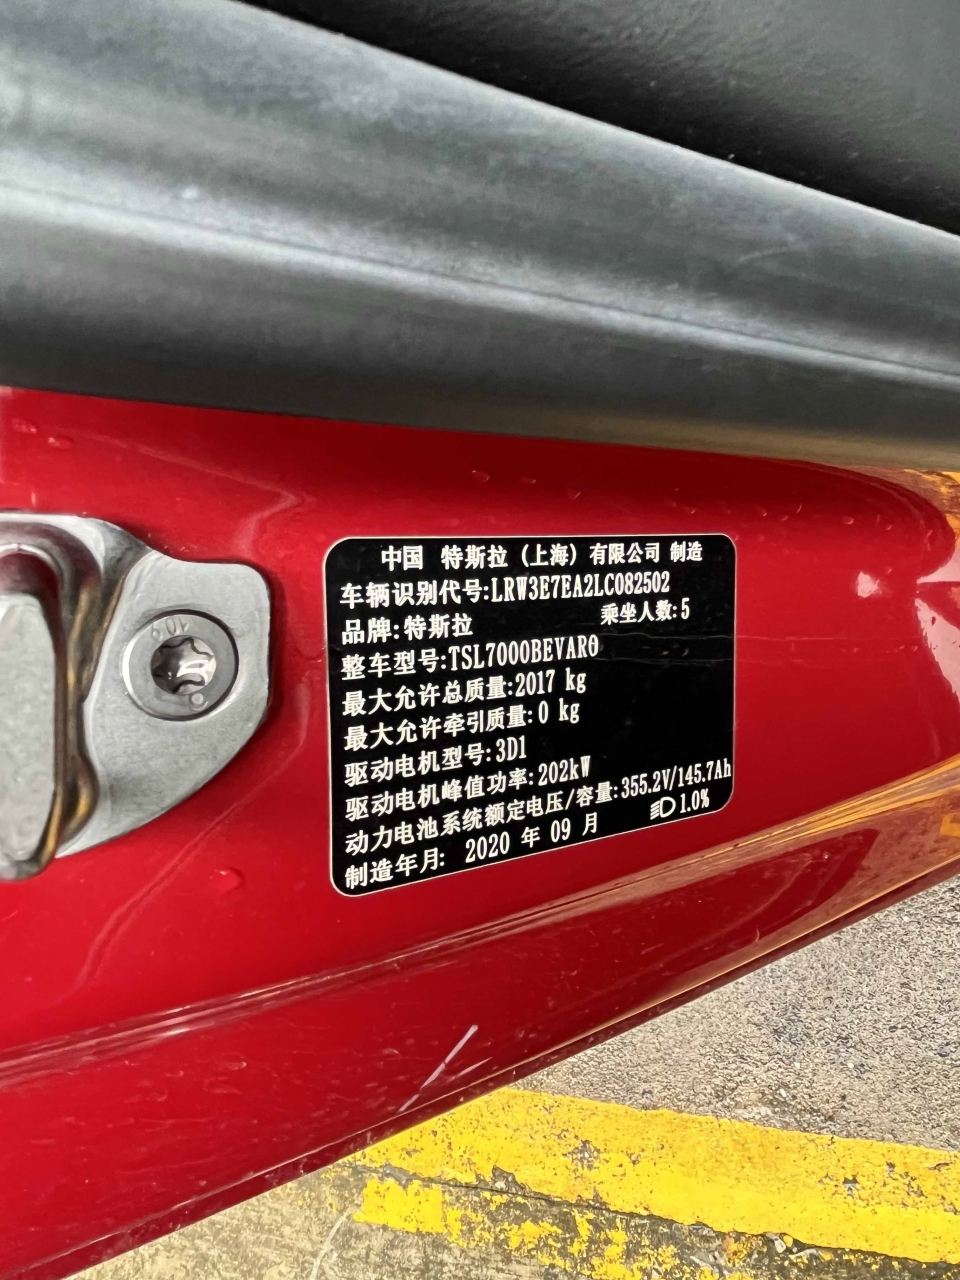 中国 特斯拉（上海）有限公司 制造
车辆识别代号:LRW3E7EA2LC082502
品牌:特斯拉 乘坐人数:5
整车型号:TSL7000BEVAR0
最大允许总质量:2017 kg
最大允许牵引质量:0 kg
驱动电机型号:3D1
驱动电机峰值功率:202kW
动力电池系统额定电压/容量:355.2V/145.7Ah
制造年月: 2020 年 09 月 1.0%